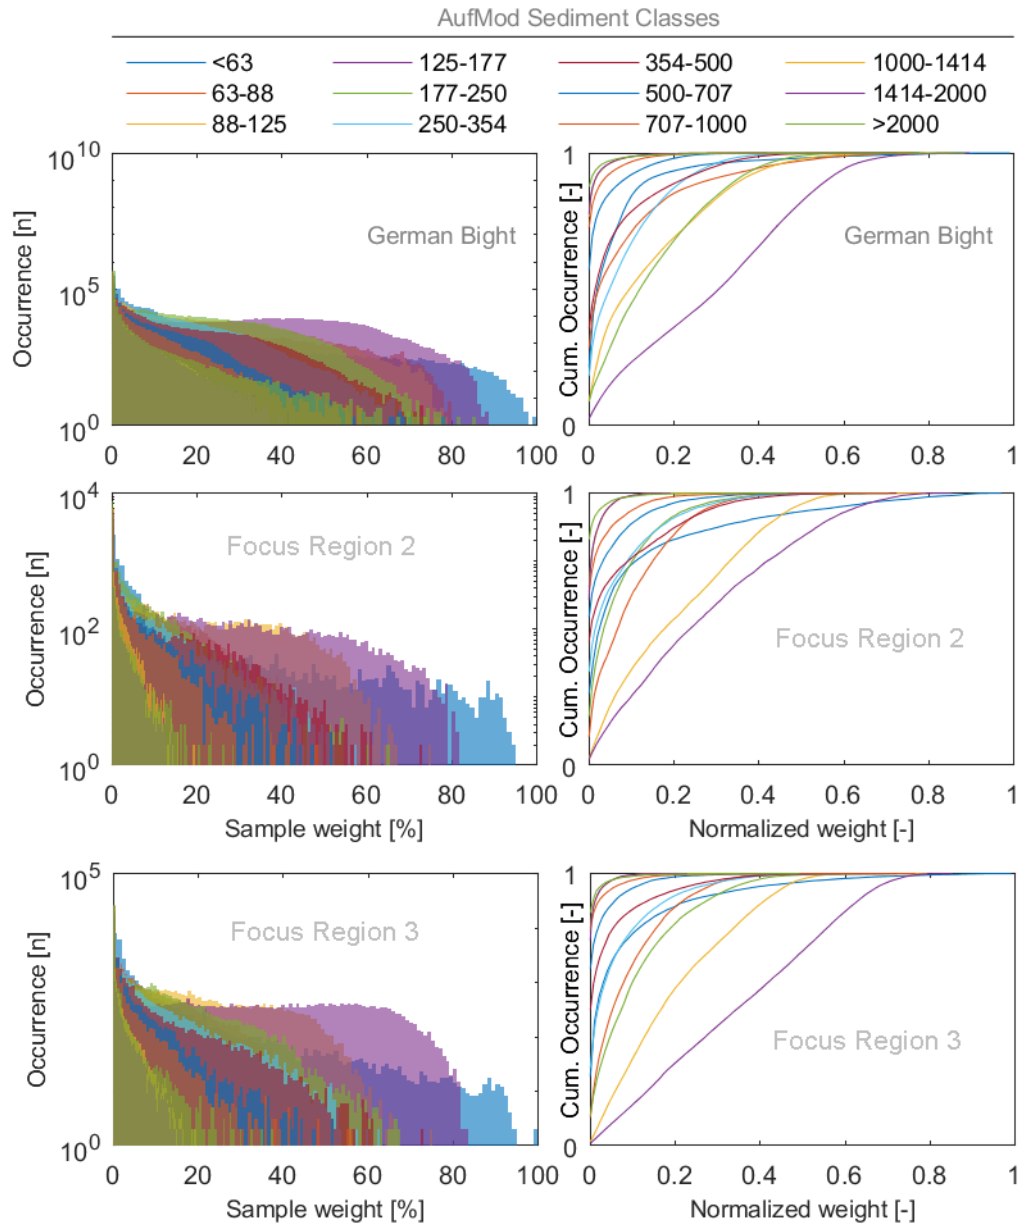 AufMod Sediment Classes
<63 125-177 354-500 1000-1414
63-88 177-250 500-707 1414-2000
88-125 250-354 707-1000 >2000
10^10 1
Occurrence [n] Cum. Occurrence [-]
German Bight German Bight
10^5
10^0 0
0 20 40 60 80 100 0 0.2 0.4 0.6 0.8 1
10^4 1
Occurrence [n] Cum. Occurrence [-]
Focus Region 2
10^2 Focus Region 2
10^0 0
0 20 40 60 80 100 0 0.2 0.4 0.6 0.8 1
Sample weight [%] Normalized weight [-]
10^5 1
Occurrence [n] Cum. Occurrence [-]
Focus Region 3
Focus Region 3
10^0 0
0 20 40 60 80 100 0 0.2 0.4 0.6 0.8 1
Sample weight [%] Normalized weight [-]